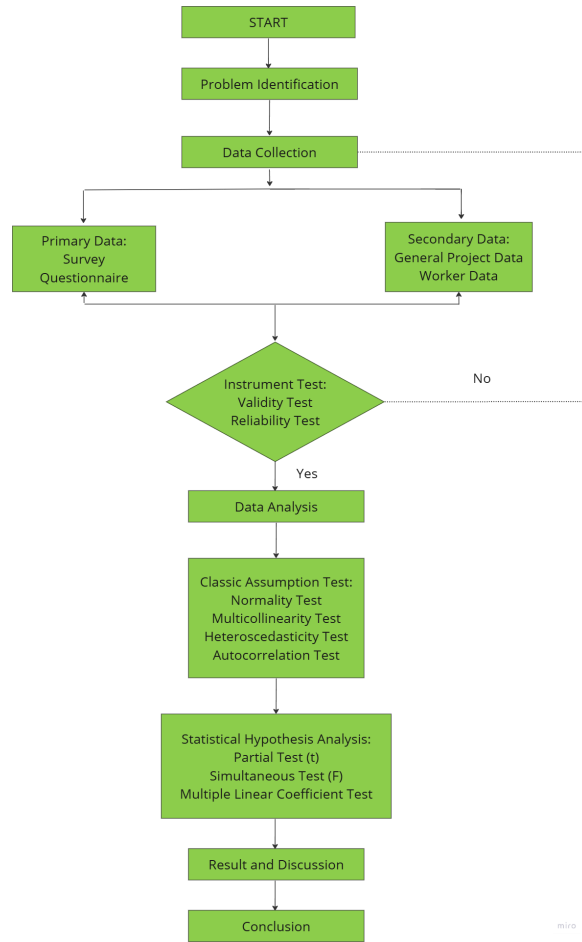 START
Problem Identification
Data Collection
Primary Data:
Survey
Questionnaire
Secondary Data:
General Project Data
Worker Data
Instrument Test:
Validity Test
Reliability Test
No
Yes
Data Analysis
Classic Assumption Test:
Normality Test
Multicollinearity Test
Heteroscedasticity Test
Autocorrelation Test
Statistical Hypothesis Analysis:
Partial Test (t)
Simultaneous Test (F)
Multiple Linear Coefficient Test
Result and Discussion
Conclusion
miro